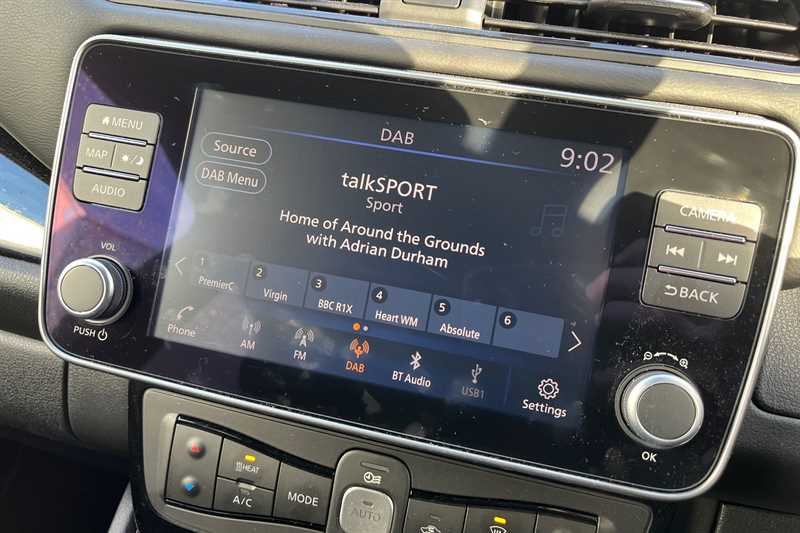 MENU
MAP
AUDIO
VOL
PUSH
DAB
9:02
Source
DAB Menu
talkSPORT
Sport
Home of Around the Grounds
with Adrian Durham
1 PremierC
2 Virgin
3 BBC R1X
4 Heart WM
5 Absolute
6
Phone
AM
FM
DAB
BT Audio
USB1
Settings
CAMERA
BACK
OK
HEAT
A/C
MODE
AUTO